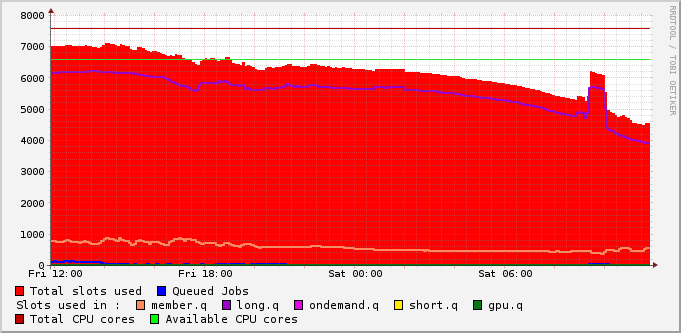 8000
7000
6000
5000
4000
3000
2000
1000
0
Fri 12:00 Fri 18:00 Sat 00:00 Sat 06:00
RRDTOOL / TOBI OETIKER
Total slots used Queued Jobs
Slots used in : member.q long.q ondemand.q short.q gpu.q
Total CPU cores Available CPU cores